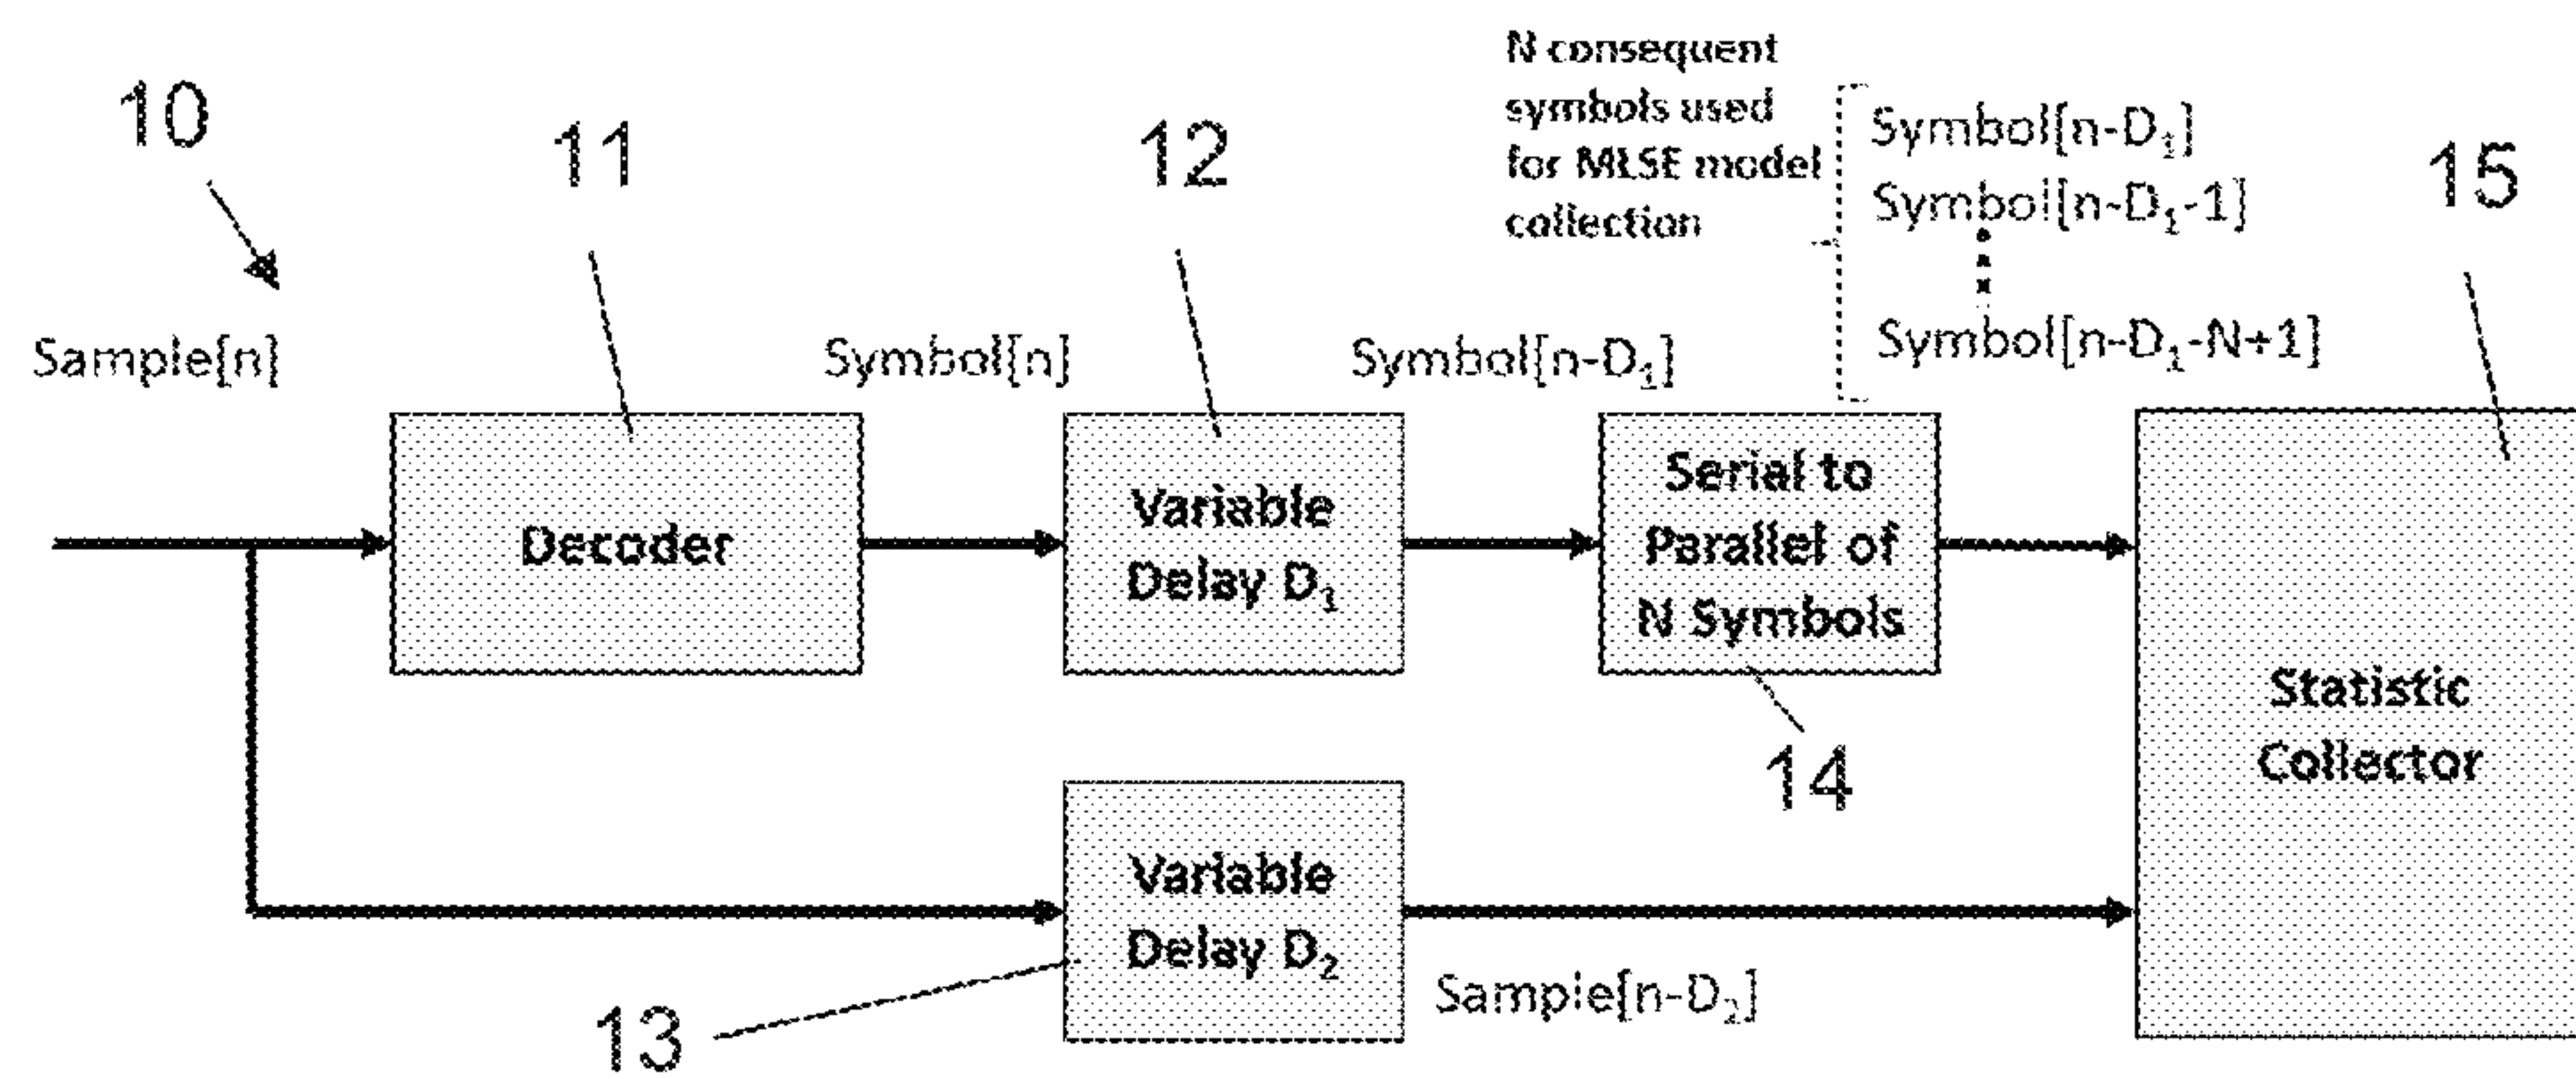 10
11
12
N consequent
symbols used
for MLSE model
collection
Symbol[n-D₁]
Symbol[n-D₁-1]
Symbol[n-D₁-N+1]
15
Sample[n]
Symbol[n]
Symbol[n-D₁]
Decoder
Variable
Delay D₁
Serial to
Parallel of
N Symbols
14
Statistic
Collector
Variable
Delay D₂
13
Sample[n-D₂]